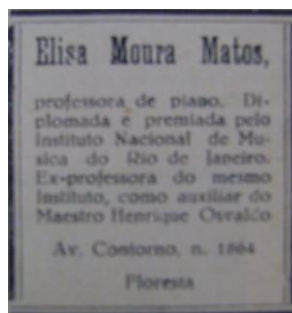 Elisa Moura Matos,
professora de piano. Di-
plomada e premiada pelo
Instituto Nacional de Mu-
sica do Rio de Janeiro.
Ex-professora do mesmo
Instituto, como auxiliar do
Maestro Henrique Osvaldo
Av. Contorno, n. 1864
Floresta